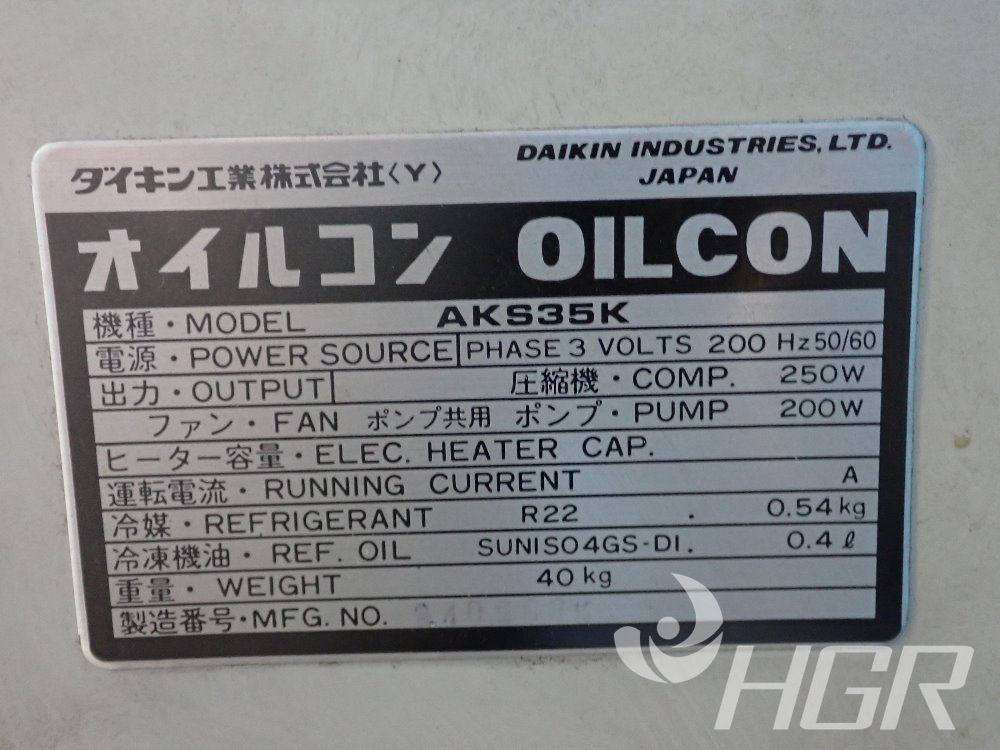 ダイキン工業株式会社〈Y〉
DAIKIN INDUSTRIES, LTD.
JAPAN
オイルコン OILCON
機種・MODEL AKS35K
電源・POWER SOURCE PHASE 3 VOLTS 200 Hz 50/60
出力・OUTPUT 圧縮機・COMP. 250W
ファン・FAN ポンプ共用 ポンプ・PUMP 200W
ヒーター容量・ELEC. HEATER CAP.
運転電流・RUNNING CURRENT A
冷媒・REFRIGERANT R22 . 0.54kg
冷凍機油・REF. OIL SUNISO4GS-DI. 0.4ℓ
重量・WEIGHT 40kg
製造番号・MFG. NO.
HGR